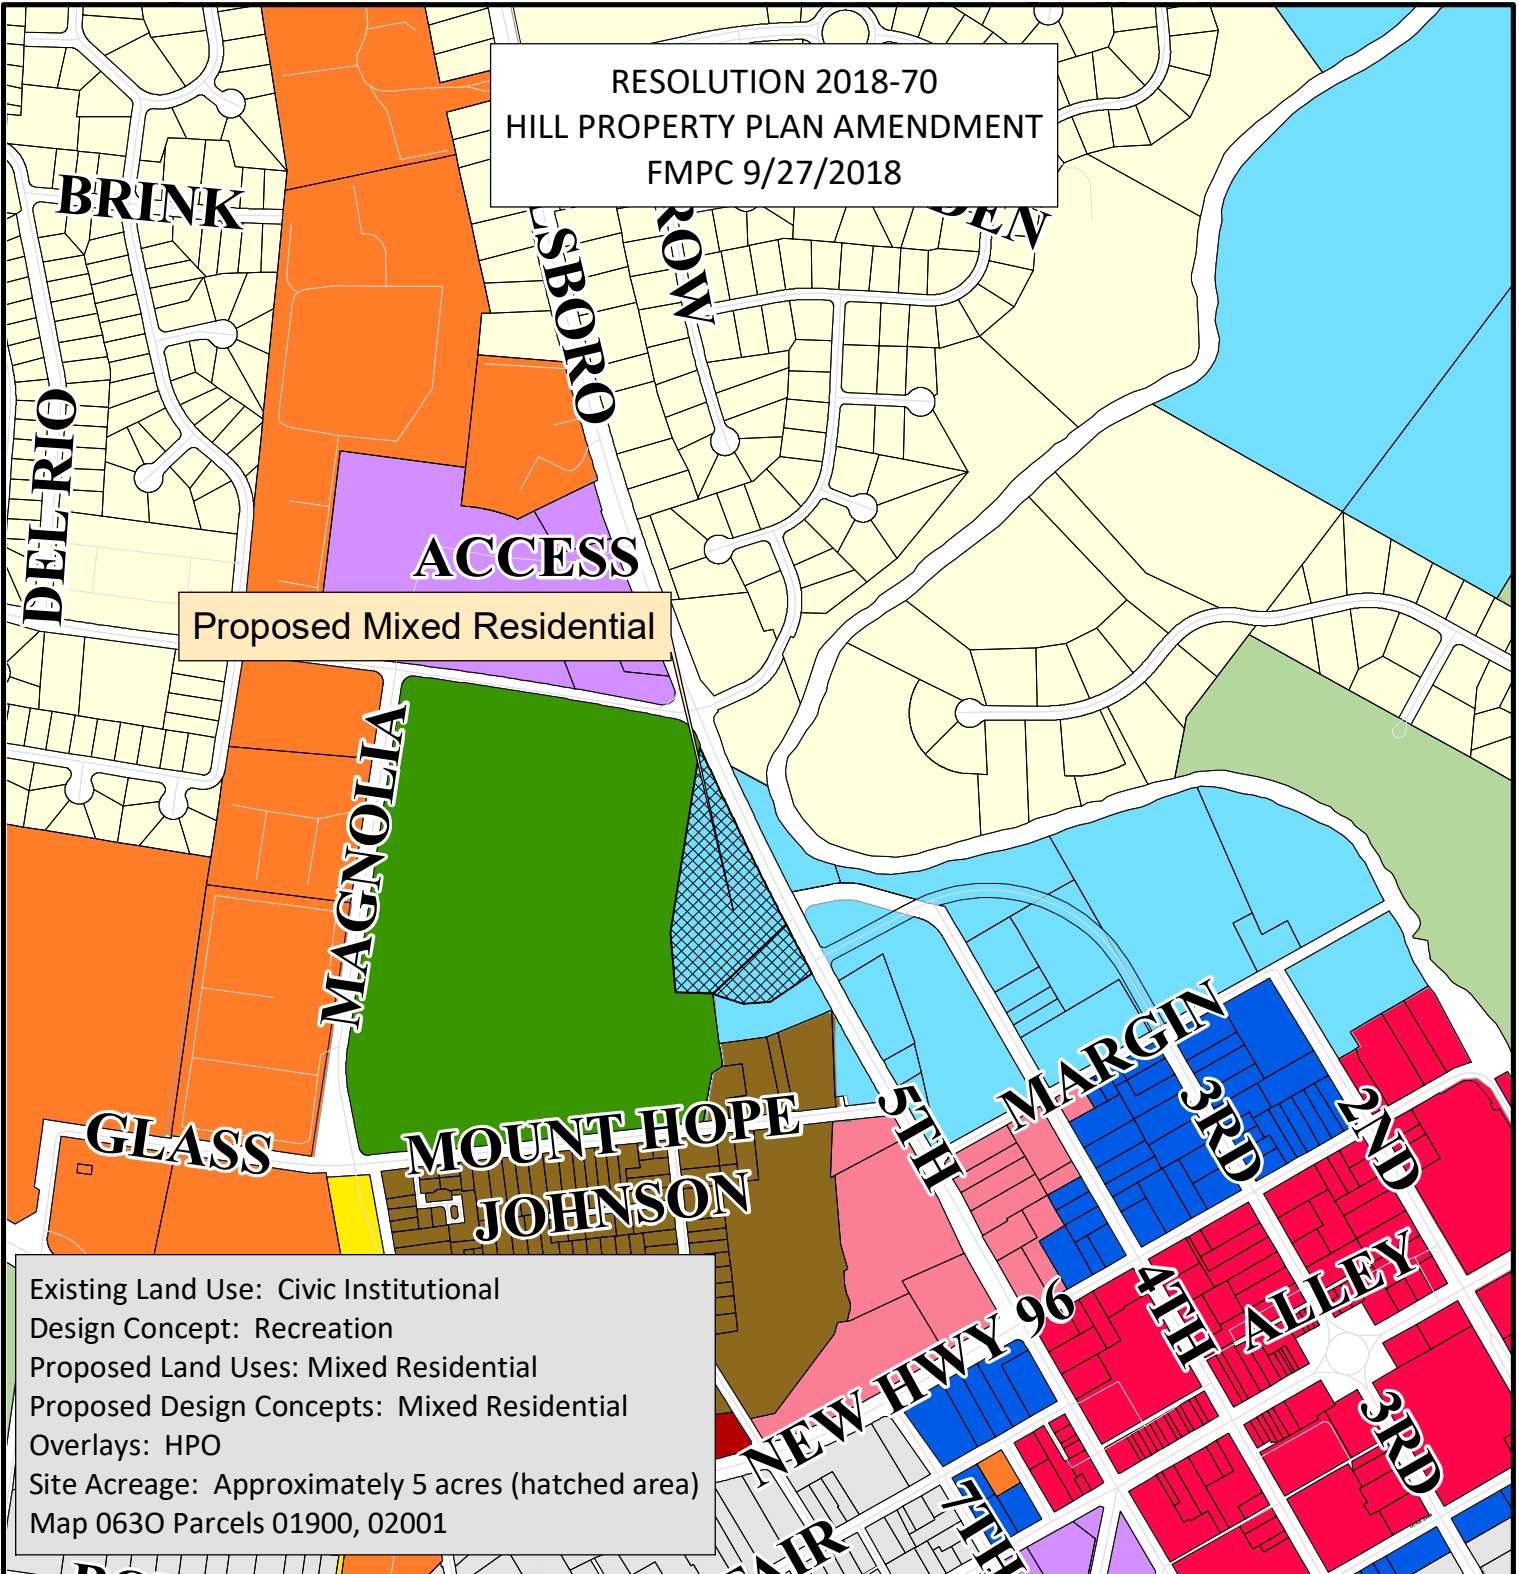 RESOLUTION 2018-70
HILL PROPERTY PLAN AMENDMENT
FMPC 9/27/2018
BRINK
DEL RIO
ACCESS
Proposed Mixed Residential
MAGNOLIA
GLASS
MOUNT HOPE
JOHNSON
5TH
MARGIN
3RD
2ND
4TH
ALLEY
NEW HWY 96
3RD
7TH
Existing Land Use: Civic Institutional
Design Concept: Recreation
Proposed Land Uses: Mixed Residential
Proposed Design Concepts: Mixed Residential
Overlays: HPO
Site Acreage: Approximately 5 acres (hatched area)
Map 063O Parcels 01900, 02001